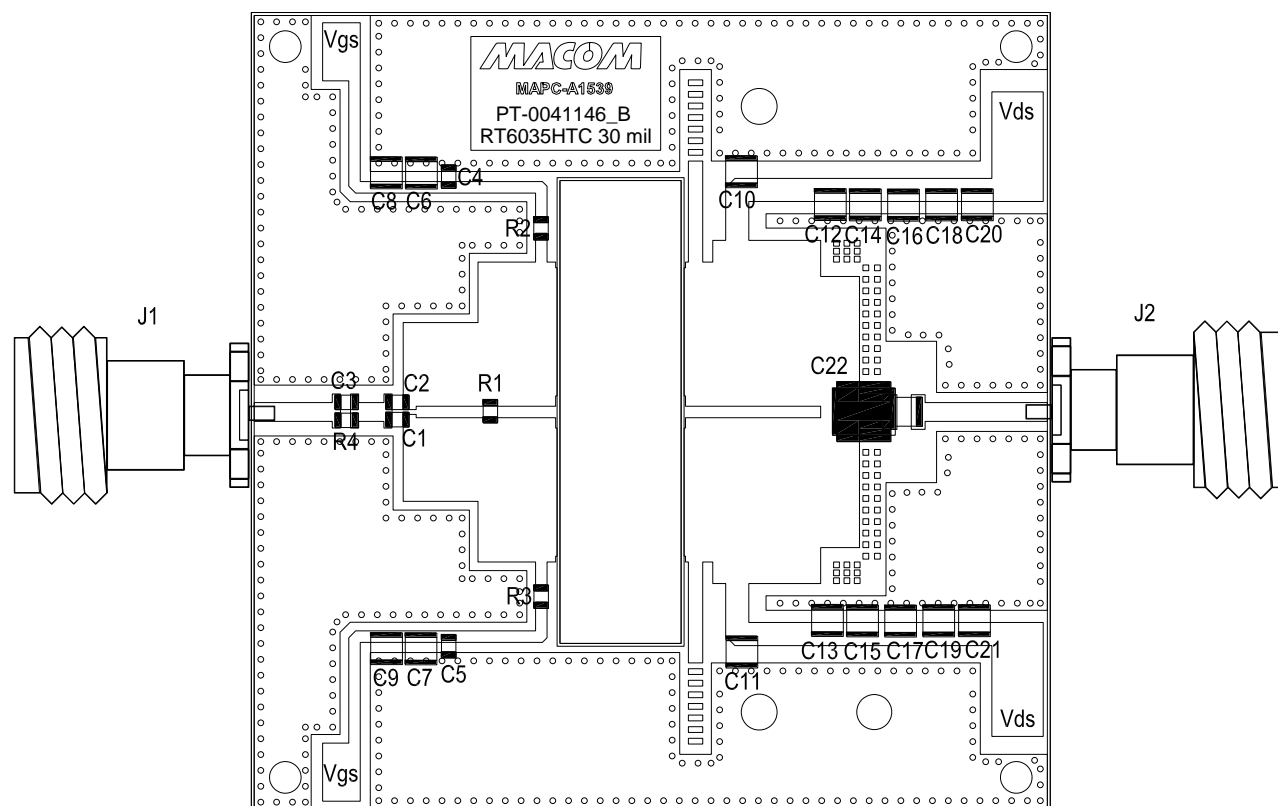 Vgs
MACOM
MAPC-A1539
PT-0041146_B
RT6035HTC 30 mil
Vds
C8 C6 C4
C10
R2
C12 C14 C16 C18 C20
J1
J2
C22
C3 C2 R1
R4 C1
R3
C9 C7 C5
C13 C15 C17 C19 C21
C11
Vds
Vgs